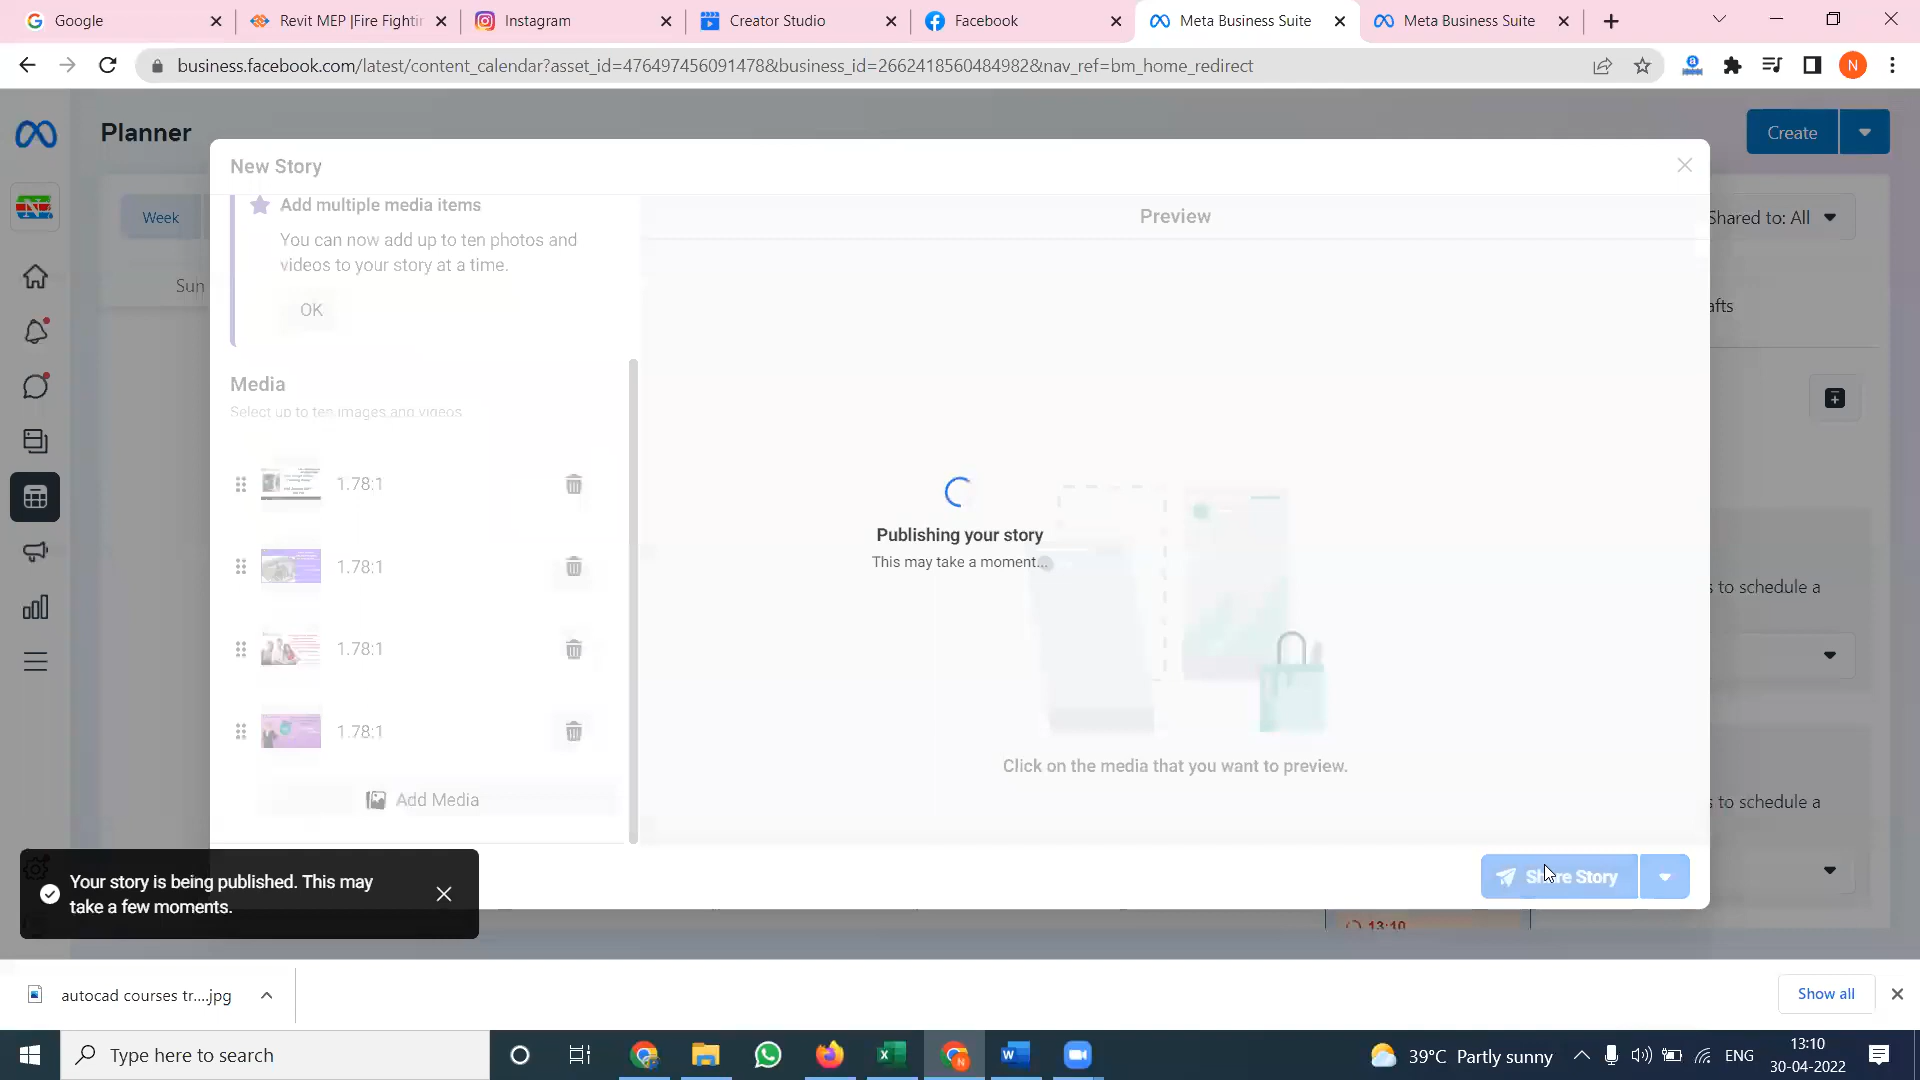 Google
Revit MEP |Fire Fightin
Instagram
Creator Studio
Facebook
Meta Business Suite
Meta Business Suite
business.facebook.com/latest/content_calendar?asset_id=476497456091478&business_id=266241856048498​2&nav_ref=bm_home_redirect
N
Planner
Create
New Story
Add multiple media items
You can now add up to ten photos and
videos to your story at a time.
OK
Preview
Week
Shared to: All
Sun
afts
Media
Select up to ten images and videos
1.78:1
1.78:1
1.78:1
1.78:1
Add Media
Publishing your story
This may take a moment...
Click on the media that you want to preview.
s to schedule a
s to schedule a
Share Story
Your story is being published. This may
take a few moments.
13:10
autocad courses tr....jpg
Show all
Type here to search
39°C Partly sunny
ENG
13:10
30-04-2022